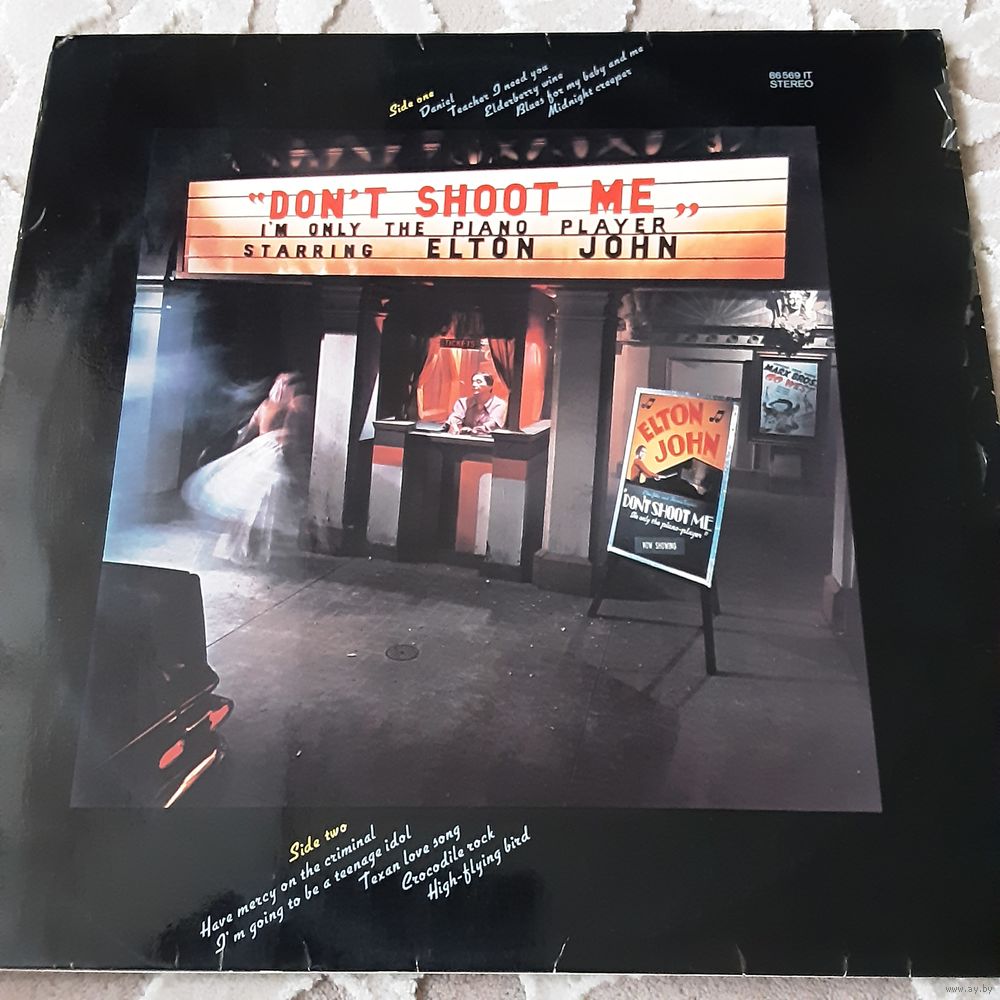 Side one
Daniel
Teacher I need you
Elderberry wine
Blues for my baby and me
Midnight creeper
86 569 IT
STEREO
"DON'T SHOOT ME„
I'M ONLY THE PIANO PLAYER
STARRING ELTON JOHN
TICKETS
MARX BROS
GO WEST
ELTON
JOHN
"DON'T SHOOT ME
I'm only the piano-player"
NOW SHOWING
Side two
Have mercy on the criminal
I'm going to be a teenage idol
Texan love song
Crocodile rock
High-flying bird
www.ay.by